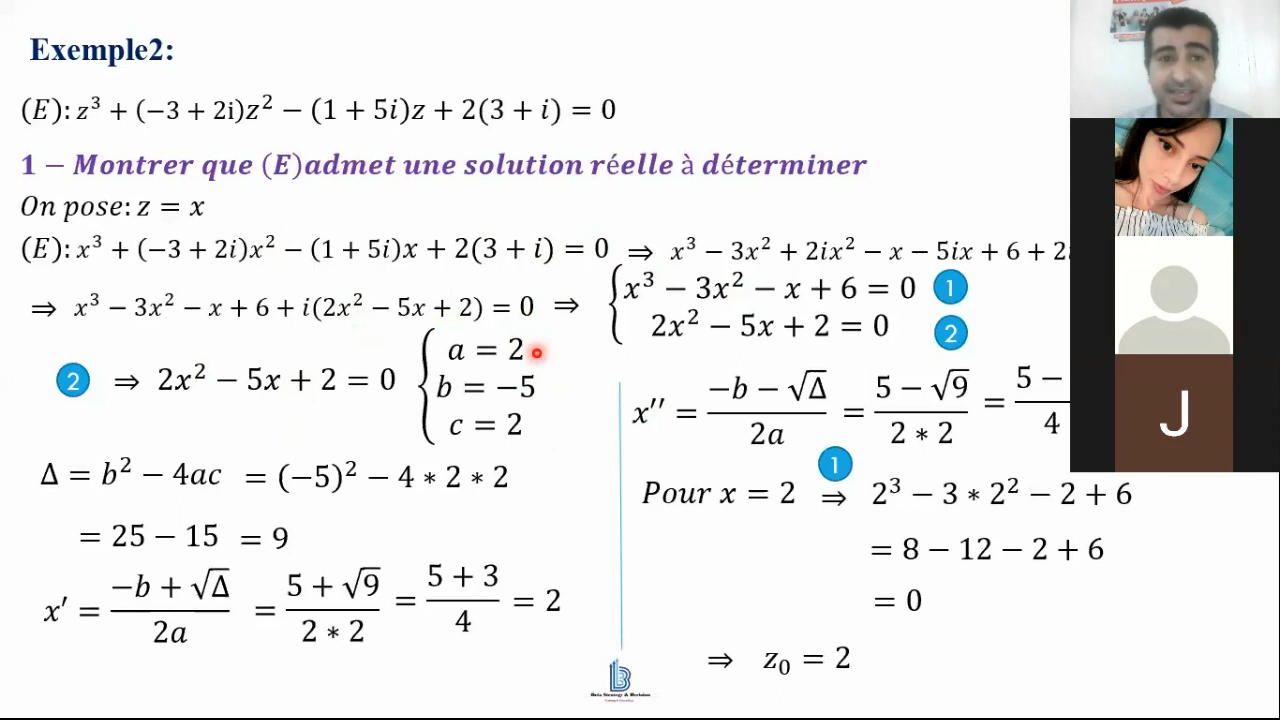 Exemple2:
(E): z³ + (−3 + 2i)z² − (1 + 5i)z + 2(3 + i) = 0
1 − Montrer que (E)admet une solution réelle à déterminer
On pose: z = x
(E): x³ + (−3 + 2i)x² − (1 + 5i)x + 2(3 + i) = 0 ⇒ x³ − 3x² + 2ix² − x − 5ix + 6 + 2
⇒ x³ − 3x² − x + 6 + i(2x² − 5x + 2) = 0 ⇒ { x³ − 3x² − x + 6 = 0 1
2x² − 5x + 2 = 0 2
2 ⇒ 2x² − 5x + 2 = 0 { a = 2
b = −5
c = 2
Δ = b² − 4ac = (−5)² − 4 ∗ 2 ∗ 2
= 25 − 15 = 9
x′ = (−b + √Δ)/2a = (5 + √9)/(2 ∗ 2) = (5 + 3)/4 = 2
x′′ = (−b − √Δ)/2a = (5 − √9)/(2 ∗ 2) = (5 −)/4
Pour x = 2 1 ⇒ 2³ − 3 ∗ 2² − 2 + 6
= 8 − 12 − 2 + 6
= 0
⇒ z₀ = 2
J
Data Strategy & Decision